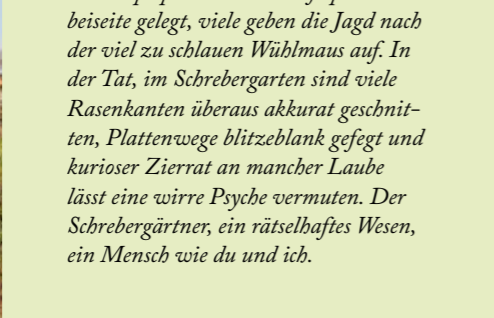 beiseite gelegt, viele geben die Jagd nach
der viel zu schlauen Wühlmaus auf. In
der Tat, im Schrebergarten sind viele
Rasenkanten überaus akkurat geschnit-
ten, Plattenwege blitzeblank gefegt und
kurioser Zierrat an mancher Laube
lässt eine wirre Psyche vermuten. Der
Schrebergärtner, ein rätselhaftes Wesen,
ein Mensch wie du und ich.